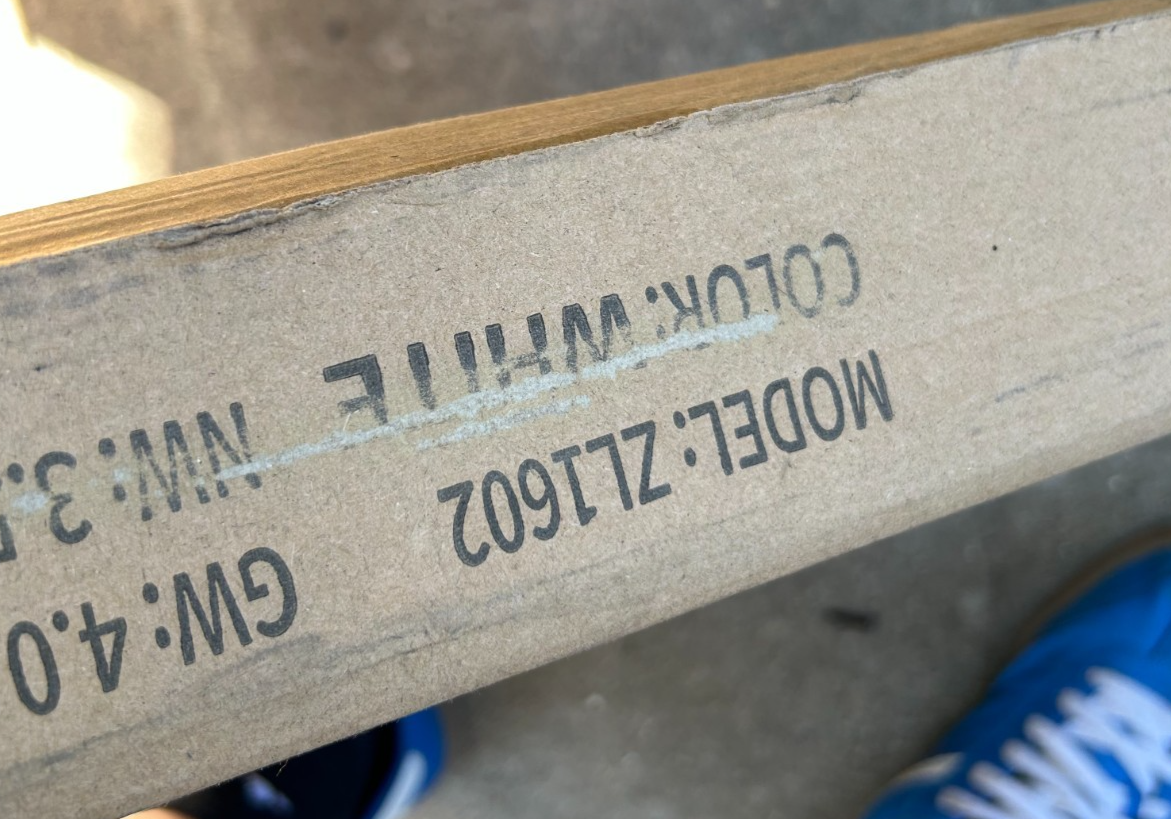 MODEL: ZL1602 GW: 4.0
COLOR: WHITE NW: 3.